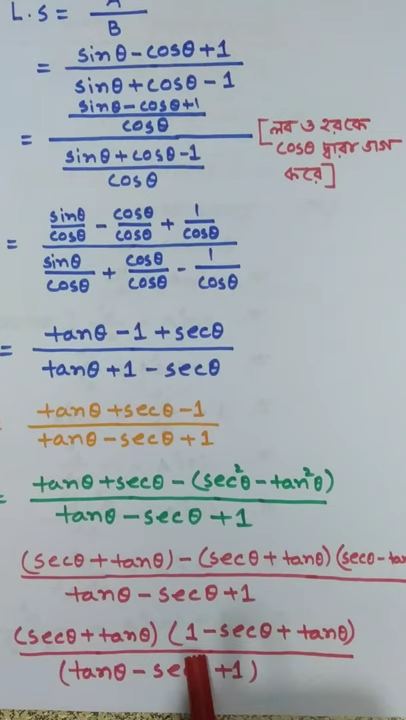 L.S = A/B
= (sinθ - cosθ + 1)/(sinθ + cosθ - 1)
= ((sinθ - cosθ + 1)/cosθ)/((sinθ + cosθ - 1)/cosθ) [লব ও হরকে cosθ দ্বারা ভাগ করে]
= (sinθ/cosθ - cosθ/cosθ + 1/cosθ)/(sinθ/cosθ + cosθ/cosθ - 1/cosθ)
= (tanθ - 1 + secθ)/(tanθ + 1 - secθ)
(tanθ + secθ - 1)/(tanθ - secθ + 1)
= (tanθ + secθ - (sec²θ - tan²θ))/(tanθ - secθ + 1)
((secθ + tanθ) - (secθ + tanθ)(secθ - tan)/(tanθ - secθ + 1)
(secθ + tanθ)(1 - secθ + tanθ)/(tanθ - sec + 1)